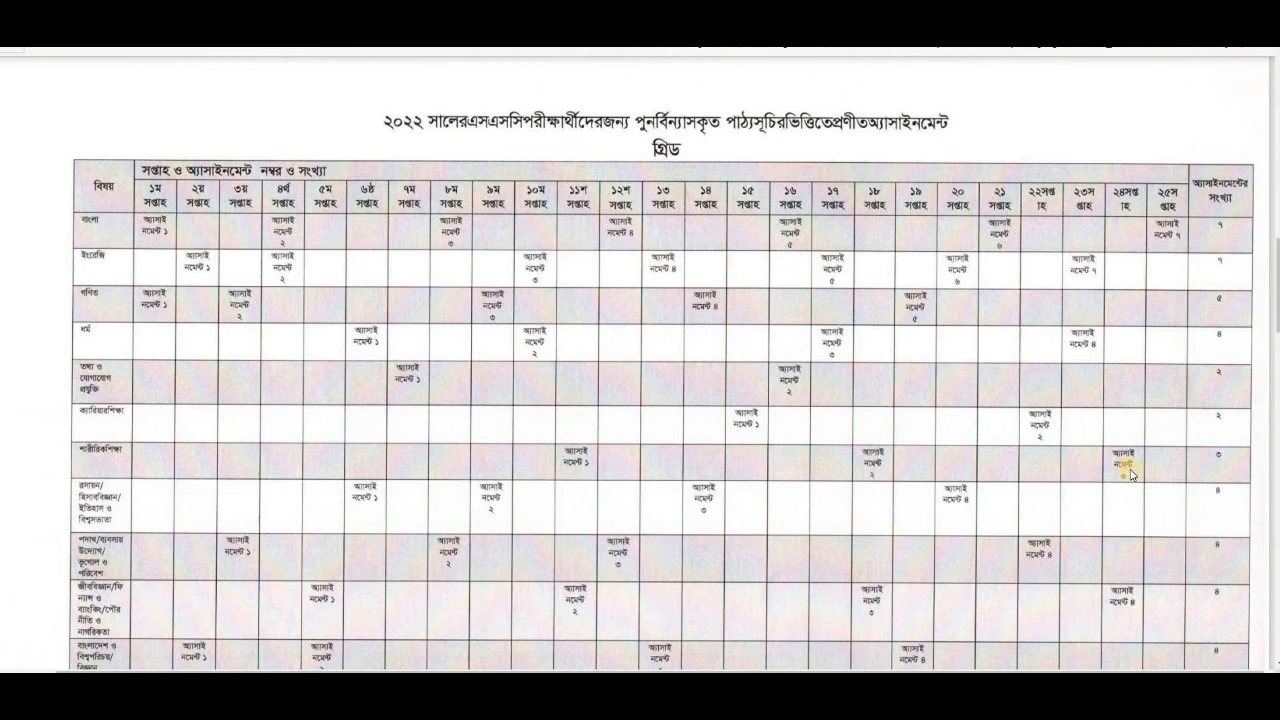 ২০২২ সালেরএসএসসিপরীক্ষার্থীদেরজন্য পুনর্বিন্যাসকৃত পাঠ্যসূচিরভিত্তিতেপ্রণীতঅ্যাসাইনমেন্ট
গ্রিড
বিষয় সপ্তাহ ও অ্যাসাইনমেন্ট নম্বর ও সংখ্যা অ্যাসাইনমেন্টের সংখ্যা
১ম সপ্তাহ ২য় সপ্তাহ ৩য় সপ্তাহ ৪র্থ সপ্তাহ ৫ম সপ্তাহ ৬ষ্ঠ সপ্তাহ ৭ম সপ্তাহ ৮ম সপ্তাহ ৯ম সপ্তাহ ১০ম সপ্তাহ ১১শ সপ্তাহ ১২শ সপ্তাহ ১৩ সপ্তাহ ১৪ সপ্তাহ ১৫ সপ্তাহ ১৬ সপ্তাহ ১৭ সপ্তাহ ১৮ সপ্তাহ ১৯ সপ্তাহ ২০ সপ্তাহ ২১ সপ্তাহ ২২সপ্তাহ ২৩সপ্তাহ ২৪সপ্তাহ ২৫সপ্তাহ
বাংলা অ্যাসাইনমেন্ট ১ অ্যাসাইনমেন্ট ২ অ্যাসাইনমেন্ট ৩ অ্যাসাইনমেন্ট ৪ অ্যাসাইনমেন্ট ৫ অ্যাসাইনমেন্ট ৬ অ্যাসাইনমেন্ট ৭ ৭
ইংরেজি অ্যাসাইনমেন্ট ১ অ্যাসাইনমেন্ট ২ অ্যাসাইনমেন্ট ৩ অ্যাসাইনমেন্ট ৪ অ্যাসাইনমেন্ট ৫ অ্যাসাইনমেন্ট ৬ অ্যাসাইনমেন্ট ৭ ৭
গণিত অ্যাসাইনমেন্ট ১ অ্যাসাইনমেন্ট ২ অ্যাসাইনমেন্ট ৩ অ্যাসাইনমেন্ট ৪ অ্যাসাইনমেন্ট ৫ ৫
ধর্ম অ্যাসাইনমেন্ট ১ অ্যাসাইনমেন্ট ২ অ্যাসাইনমেন্ট ৩ অ্যাসাইনমেন্ট ৪ ৪
তথ্য ও যোগাযোগ প্রযুক্তি অ্যাসাইনমেন্ট ১ অ্যাসাইনমেন্ট ২ ২
ক্যারিয়ারশিক্ষা অ্যাসাইনমেন্ট ১ অ্যাসাইনমেন্ট ২ ২
শারীরিকশিক্ষা অ্যাসাইনমেন্ট ১ অ্যাসাইনমেন্ট ২ অ্যাসাইনমেন্ট ৩
রসায়ন/হিসাববিজ্ঞান/ইতিহাস ও বিশ্বসভ্যতা অ্যাসাইনমেন্ট ১ অ্যাসাইনমেন্ট ২ অ্যাসাইনমেন্ট ৩ অ্যাসাইনমেন্ট ৪ ৪
পদার্থ/ব্যবসায় উদ্যোগ/ভূগোল ও পরিবেশ অ্যাসাইনমেন্ট ১ অ্যাসাইনমেন্ট ২ অ্যাসাইনমেন্ট ৩ অ্যাসাইনমেন্ট ৪ ৪
জীববিজ্ঞান/ফিন্যান্স ও ব্যাংকিং/পৌরনীতি ও নাগরিকতা অ্যাসাইনমেন্ট ১ অ্যাসাইনমেন্ট ২ অ্যাসাইনমেন্ট ৩ অ্যাসাইনমেন্ট ৪ ৪
বাংলাদেশ ও বিশ্বপরিচয়/বিজ্ঞান অ্যাসাইনমেন্ট ১ অ্যাসাইনমেন্ট অ্যাসাইনমেন্ট অ্যাসাইনমেন্ট ৪ ৪